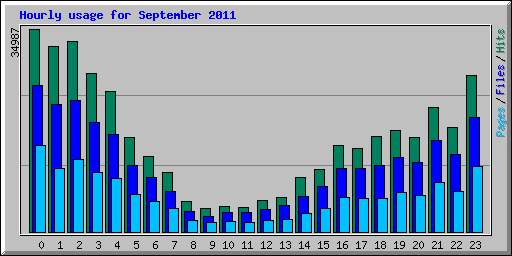 Hourly usage for September 2011
34987
Pages/Files/Hits
0 1 2 3 4 5 6 7 8 9 10 11 12 13 14 15 16 17 18 19 20 21 22 23